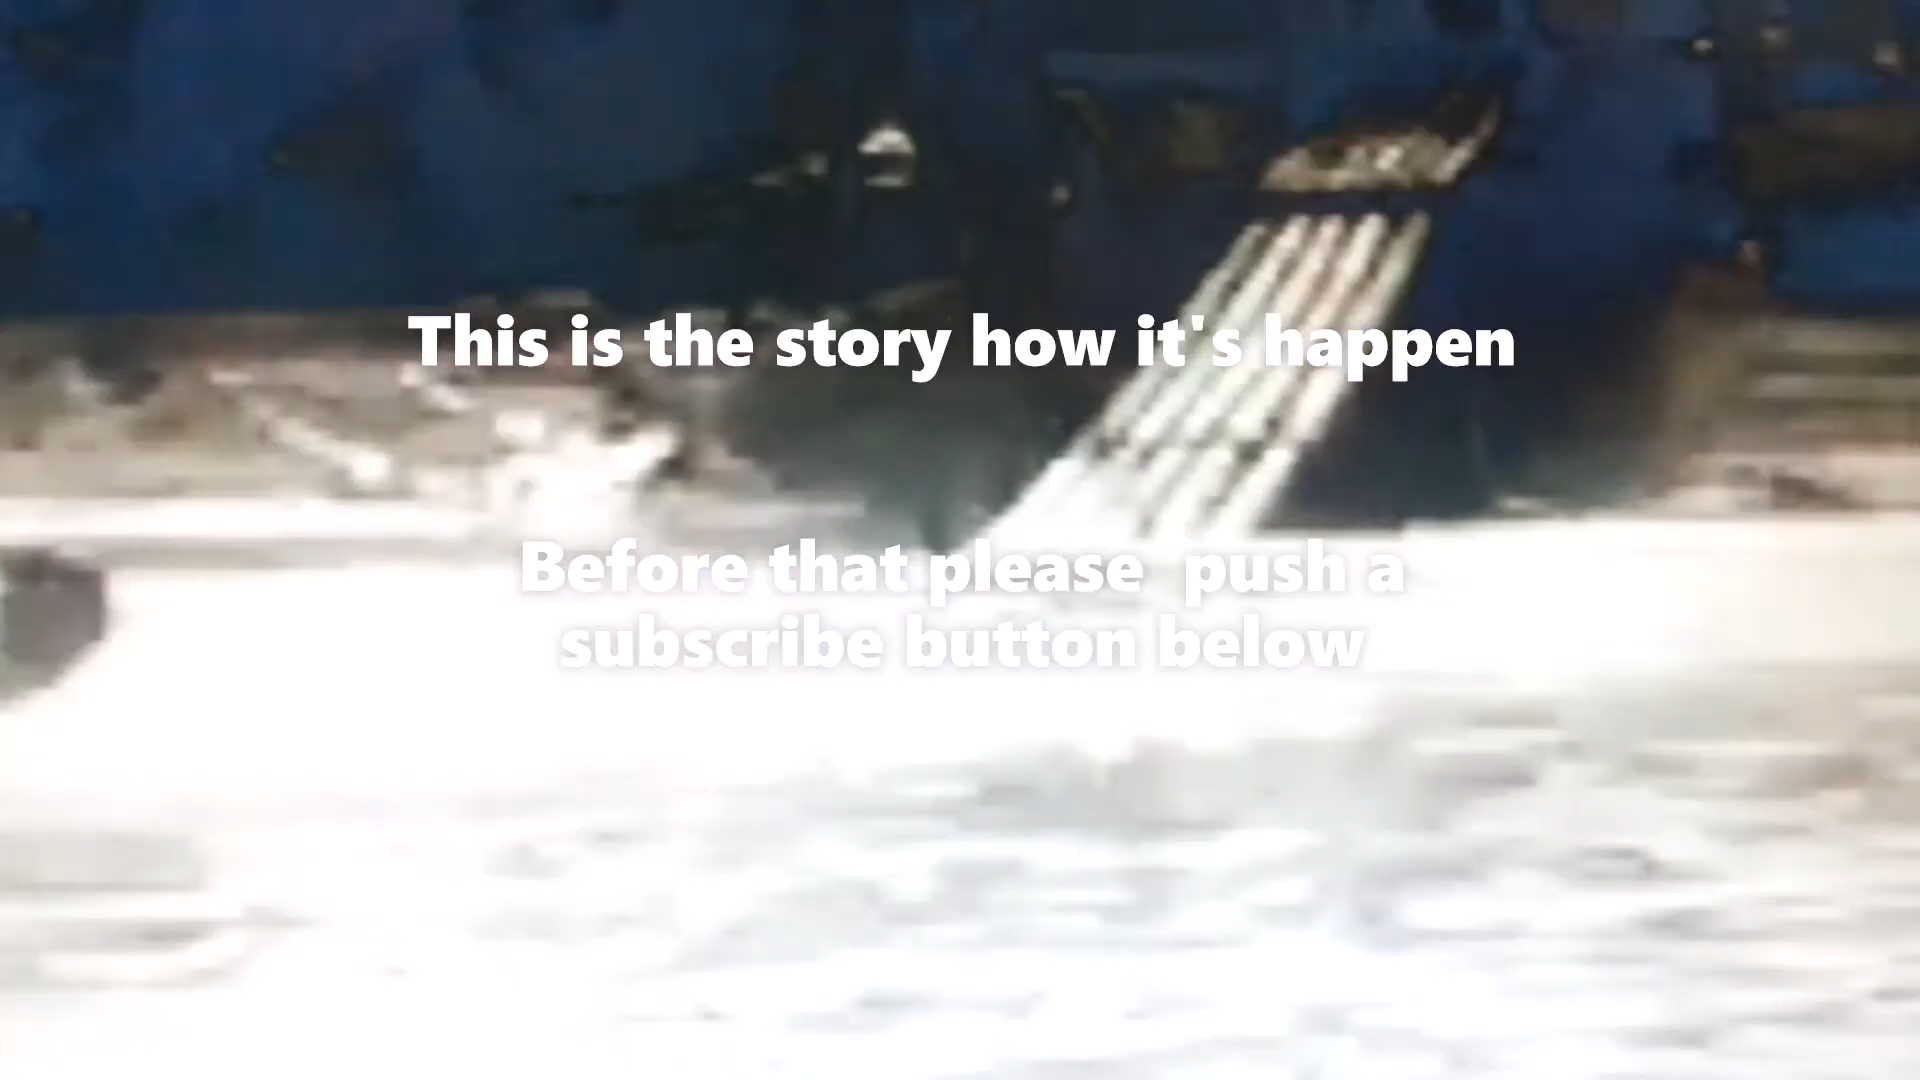 This is the story how it's happen
Before that please  push a
subscribe button below